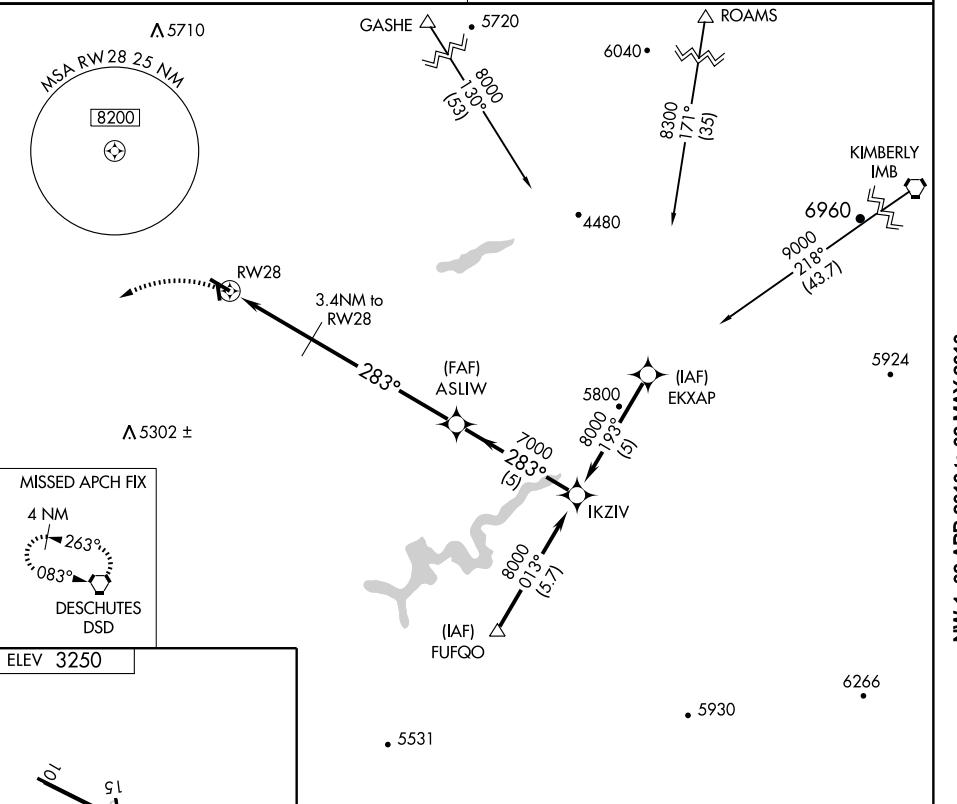 5710
GASHE
5720
ROAMS
6040
MSA RW 28 25 NM
8200
8000
130°
(53)
8300
171°
(35)
KIMBERLY
IMB
6960
4480
9000
218°
(43.7)
RW28
3.4NM to
RW28
283°
(FAF)
ASLIW
5924
(IAF)
EKXAP
5800
8000
193°
(5)
5302 ±
7000
283°
(5)
IKZIV
MISSED APCH FIX
4 NM
263°
083°
DESCHUTES
DSD
8000
013°
(5.7)
(IAF)
FUFQO
ELEV 3250
6266
5930
5531
10
15